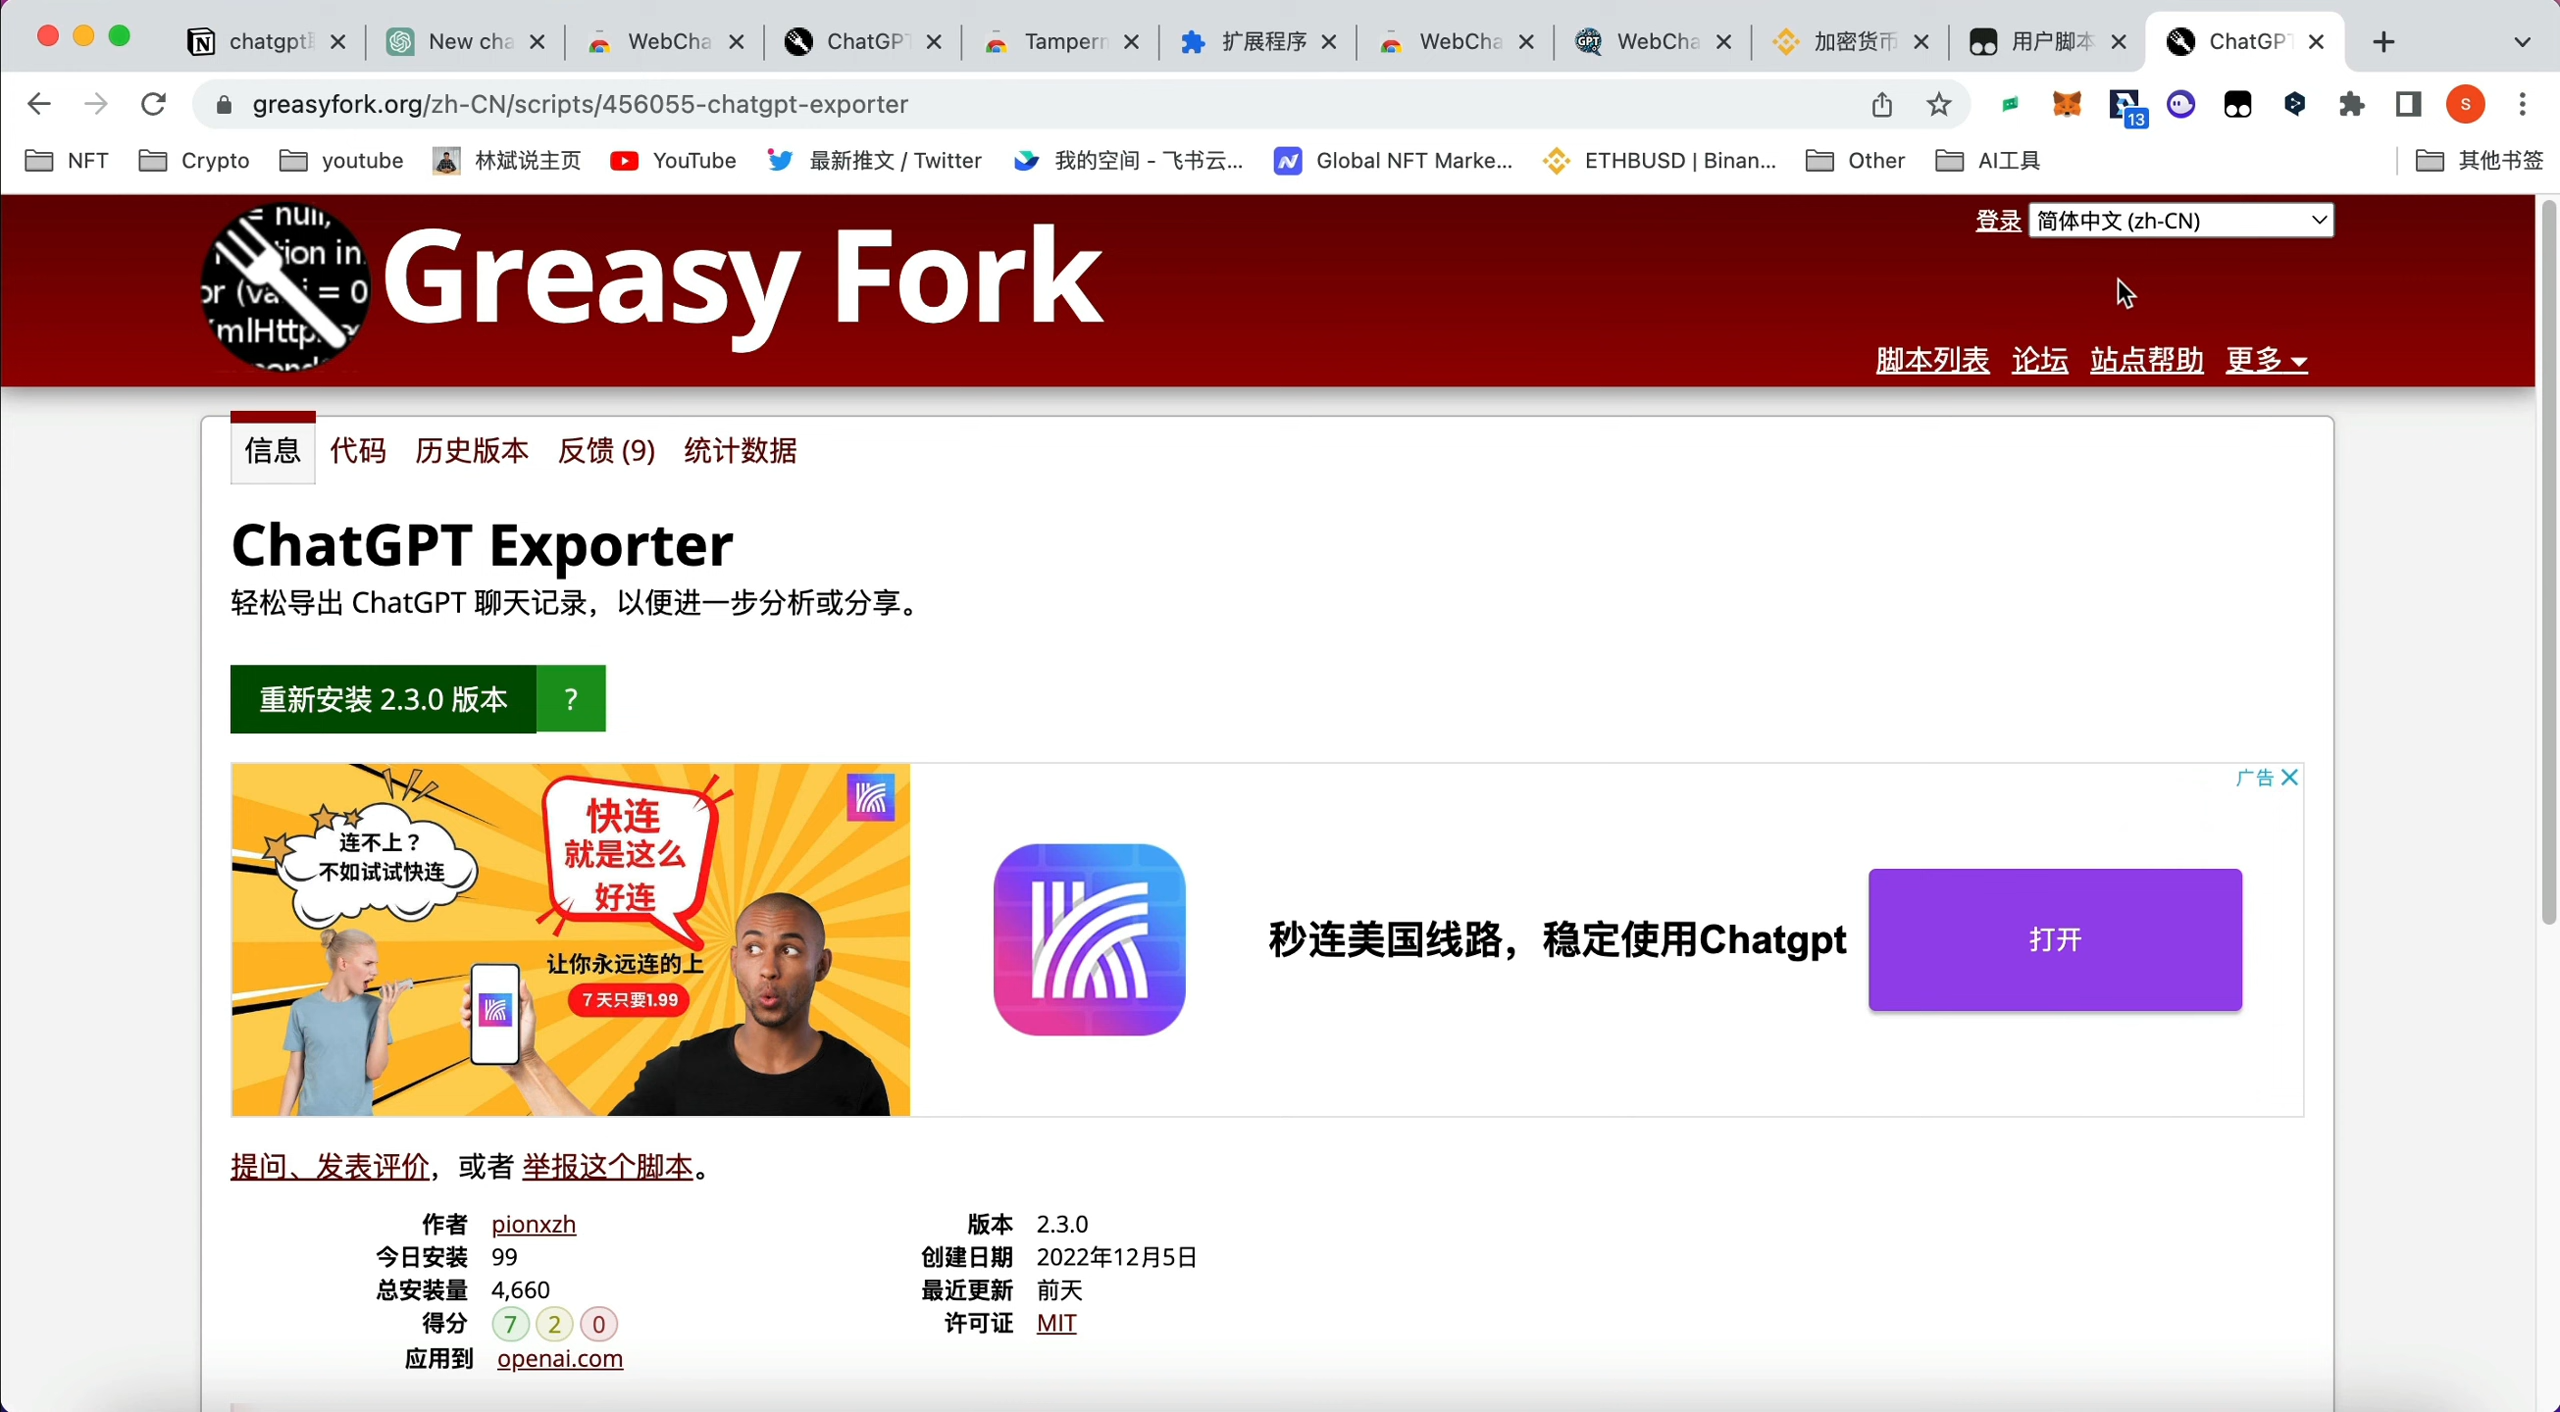 chatgpt
New cha
WebCha
ChatGPT
Tamperm
扩展程序
WebCha
WebCha
加密货币
用户脚本
ChatGPT
greasyfork.org/zh-CN/scripts/456055-chatgpt-exporter
13
S
NFT
Crypto
youtube
林斌说主页
YouTube
最新推文 / Twitter
我的空间 - 飞书云...
Global NFT Marke...
ETHBUSD | Binan...
Other
AI工具
其他书签
Greasy Fork
登录 简体中文 (zh-CN)
脚本列表 论坛 站点帮助 更多
信息 代码 历史版本 反馈 (9) 统计数据
ChatGPT Exporter
轻松导出 ChatGPT 聊天记录，以便进一步分析或分享。
重新安装 2.3.0 版本 ?
连不上？
不如试试快连
快连
就是这么
好连
让你永远连的上
7 天只要1.99
广告
秒连美国线路，稳定使用Chatgpt
打开
提问、发表评价，或者 举报这个脚本。
作者 pionxzh
今日安装 99
总安装量 4,660
得分 7 2 0
应用到 openai.com
版本 2.3.0
创建日期 2022年12月5日
最近更新 前天
许可证 MIT